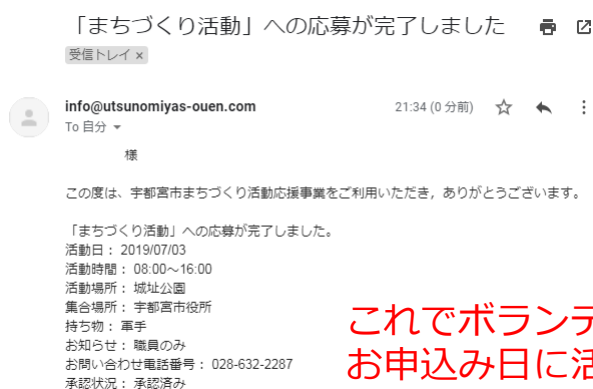 「まちづくり活動」への応募が完了しました
受信トレイ ×
info@utsunomiyas-ouen.com 21:34 (0 分前)
To 自分
様
この度は、宇都宮市まちづくり活動応援事業をご利用いただき，ありがとうございます。
「まちづくり活動」への応募が完了しました。
活動日： 2019/07/03
活動時間： 08:00～16:00
活動場所： 城址公園
集合場所： 宇都宮市役所
持ち物： 軍手
お知らせ： 職員のみ
お問い合わせ電話番号： 028-632-2287
承認状況： 承認済み
これでボランテ
お申込み日に活